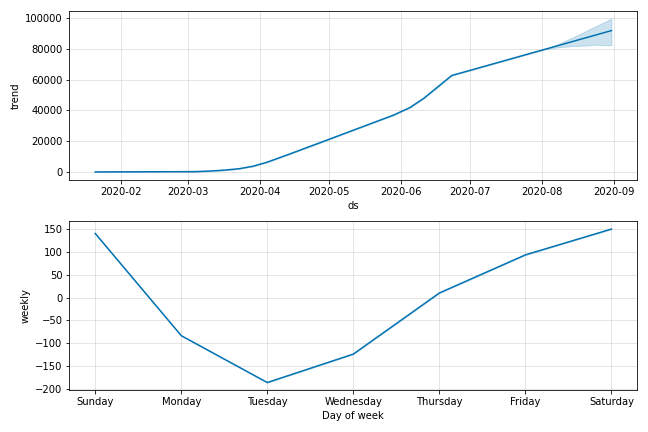 100000
80000
60000
40000
20000
0
trend
2020-02 2020-03 2020-04 2020-05 2020-06 2020-07 2020-08 2020-09
ds
150
100
50
0
−50
−100
−150
−200
weekly
Sunday Monday Tuesday Wednesday Thursday Friday Saturday
Day of week